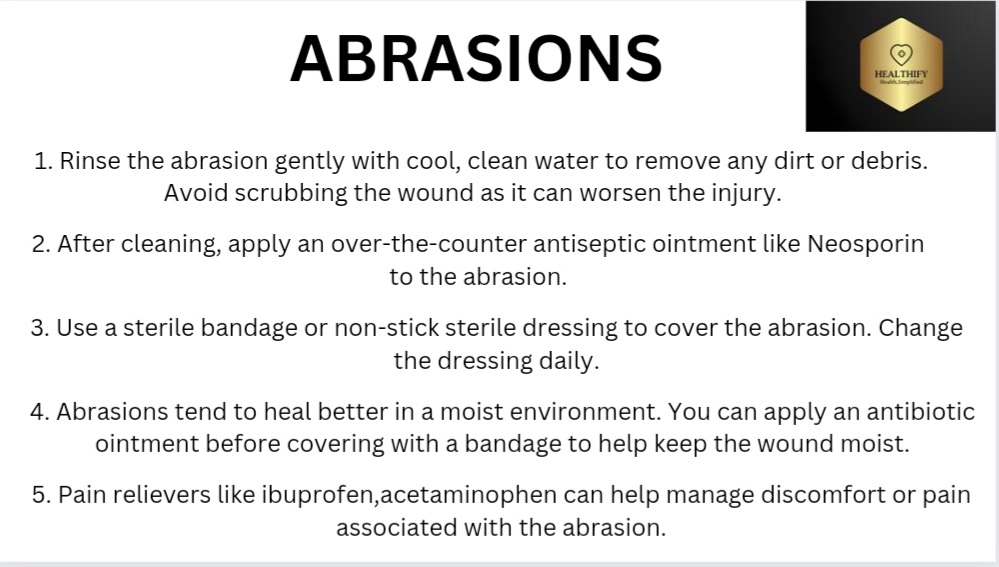 ABRASIONS
HEALTHIFY
Health,Simplified
1. Rinse the abrasion gently with cool, clean water to remove any dirt or debris.
Avoid scrubbing the wound as it can worsen the injury.
2. After cleaning, apply an over-the-counter antiseptic ointment like Neosporin
to the abrasion.
3. Use a sterile bandage or non-stick sterile dressing to cover the abrasion. Change
the dressing daily.
4. Abrasions tend to heal better in a moist environment. You can apply an antibiotic
ointment before covering with a bandage to help keep the wound moist.
5. Pain relievers like ibuprofen,acetaminophen can help manage discomfort or pain
associated with the abrasion.